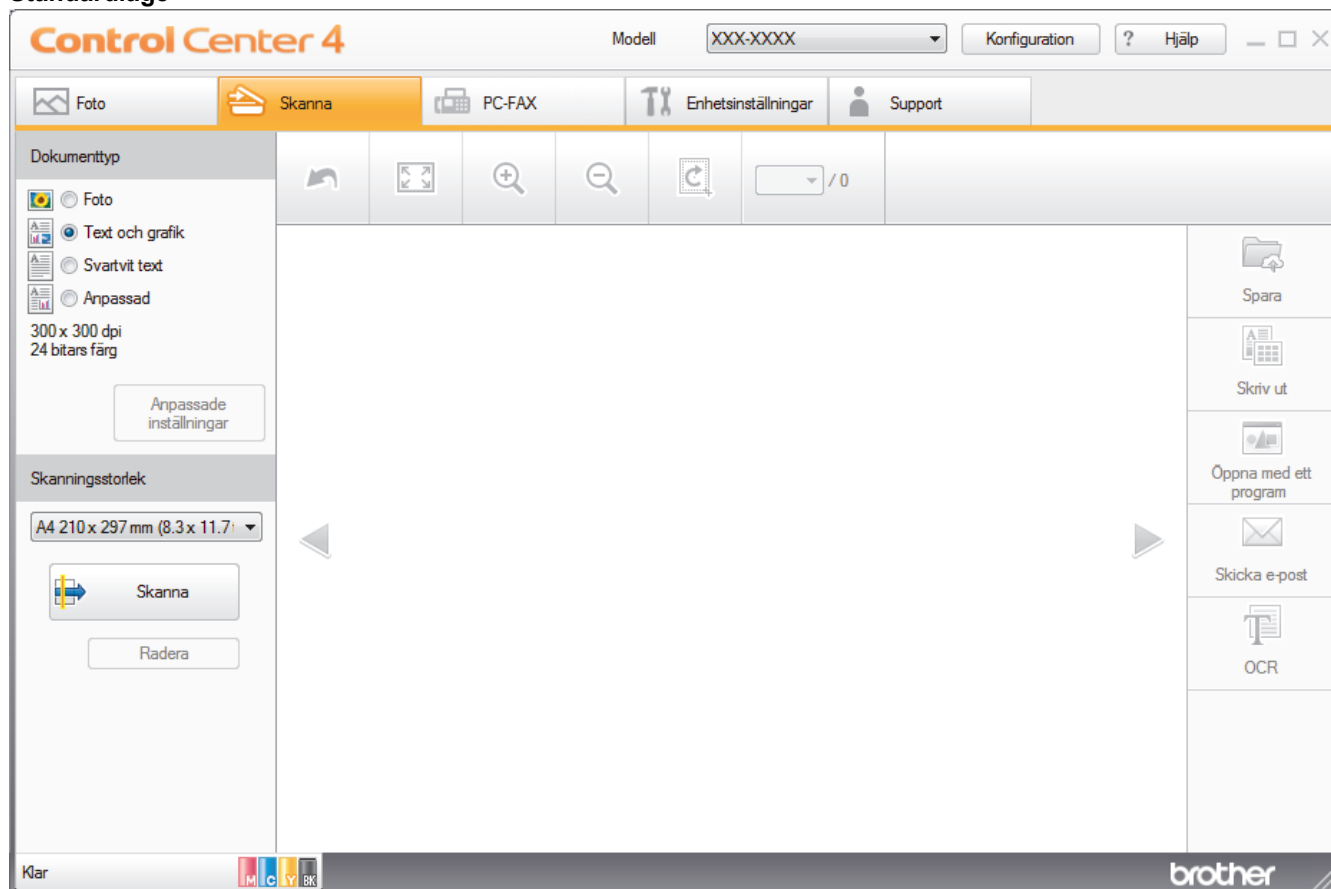 Control Center 4
Modell
XXX-XXXX
Konfiguration
?
Hjälp
Foto
Skanna
PC-FAX
Enhetsinställningar
Support
Dokumenttyp
Foto
Text och grafik
Svartvit text
Anpassad
300 x 300 dpi
24 bitars färg
Anpassade
inställningar
/ 0
Skanningsstorlek
A4 210 x 297 mm (8.3 x 11.7
Skanna
Radera
Spara
Skriv ut
Öppna med ett
program
Skicka e-post
OCR
Klar
M C Y BK
brother